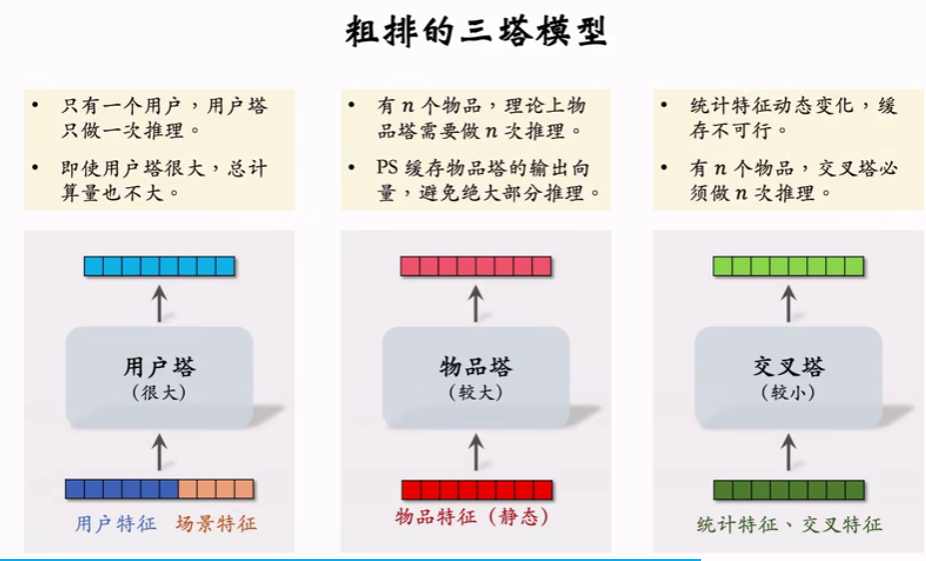 粗排的三塔模型
• 只有一个用户，用户塔
只做一次推理。
• 即使用户塔很大，总计
算量也不大。
• 有 n 个物品，理论上物
品塔需要做 n 次推理。
• PS 缓存物品塔的输出向
量，避免绝大部分推理。
• 统计特征动态变化，缓
存不可行。
• 有 n 个物品，交叉塔必
须做 n 次推理。
用户塔
（很大）
用户特征 场景特征
物品塔
（较大）
物品特征（静态）
交叉塔
（较小）
统计特征、交叉特征